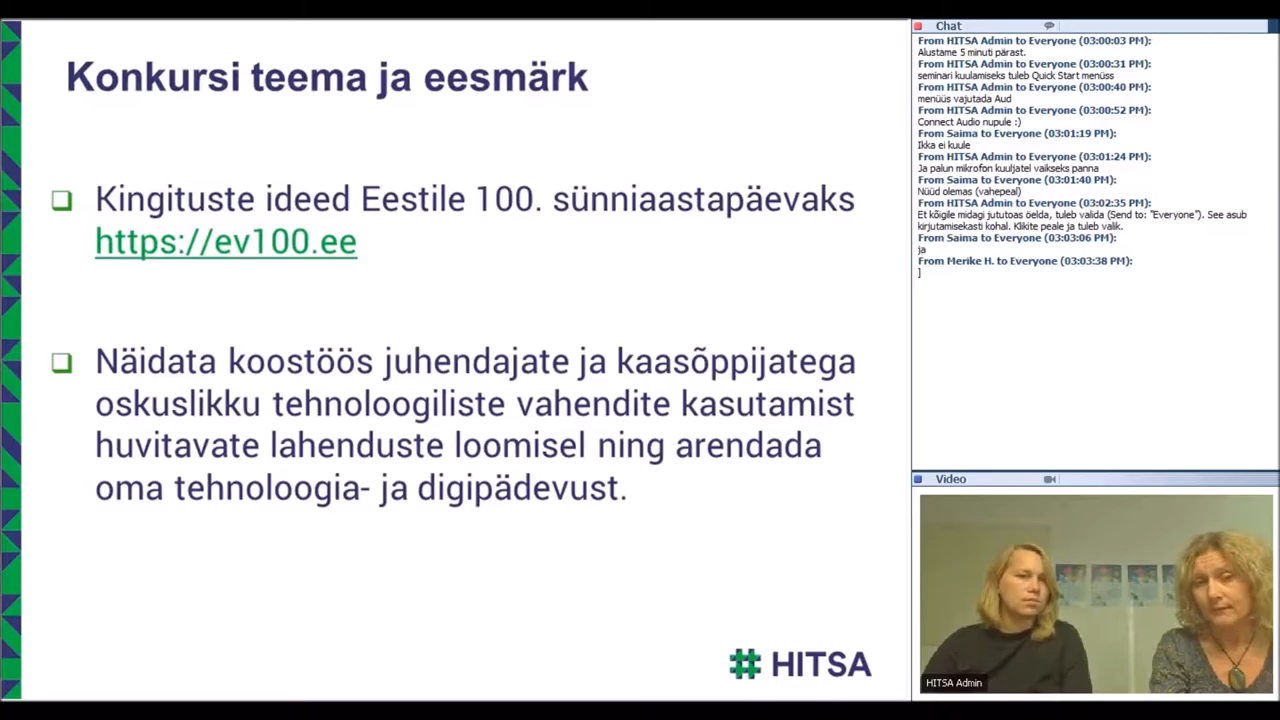 Konkursi teema ja eesmärk
Kingituste ideed Eestile 100. sünniaastapäevaks
https://ev100.ee
Näidata koostöös juhendajate ja kaasõppijatega
oskuslikku tehnoloogiliste vahendite kasutamist
huvitavate lahenduste loomisel ning arendada
oma tehnoloogia- ja digipädevust.
HITSA
Chat
From HITSA Admin to Everyone (03:00:03 PM):
Alustame 5 minuti pärast.
From HITSA Admin to Everyone (03:00:31 PM):
seminari kuulamiseks tuleb Quick Start menüss
From HITSA Admin to Everyone (03:00:40 PM):
menüüs vajutada Aud
From HITSA Admin to Everyone (03:00:52 PM):
Connect Audio nupule :)
From Saima to Everyone (03:01:19 PM):
Ikka ei kuule
From HITSA Admin to Everyone (03:01:24 PM):
Ja palun mikrofon kuuljatel vaikseks panna
From Saima to Everyone (03:01:40 PM):
Nüüd olemas (vahepeal)
From HITSA Admin to Everyone (03:02:35 PM):
Et kõigile midagi jututoas öelda, tuleb valida (Send to: "Everyone"). See asub
kirjutamisekasti kohal. Klikite peale ja tuleb valik.
From Saima to Everyone (03:03:06 PM):
ja
From Merike H. to Everyone (03:03:38 PM):
]
Video
HITSA Admin